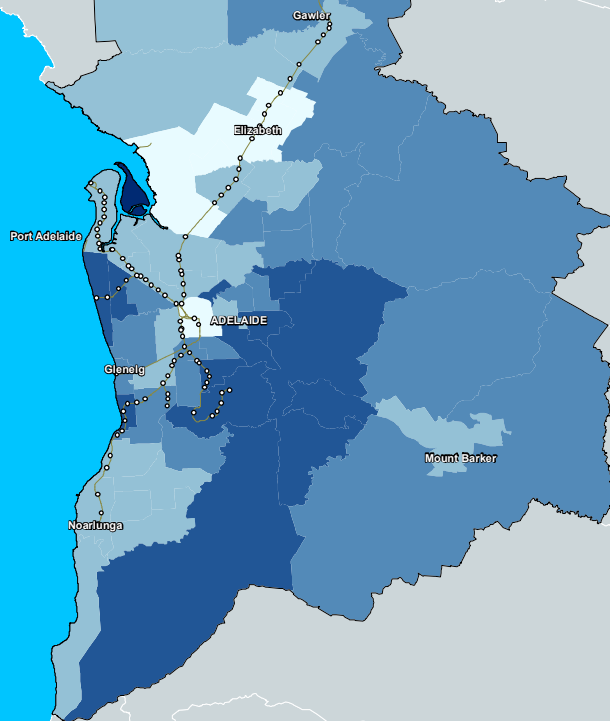 Gawler
Elizabeth
Port Adelaide
ADELAIDE
Glenelg
Mount Barker
Noarlunga